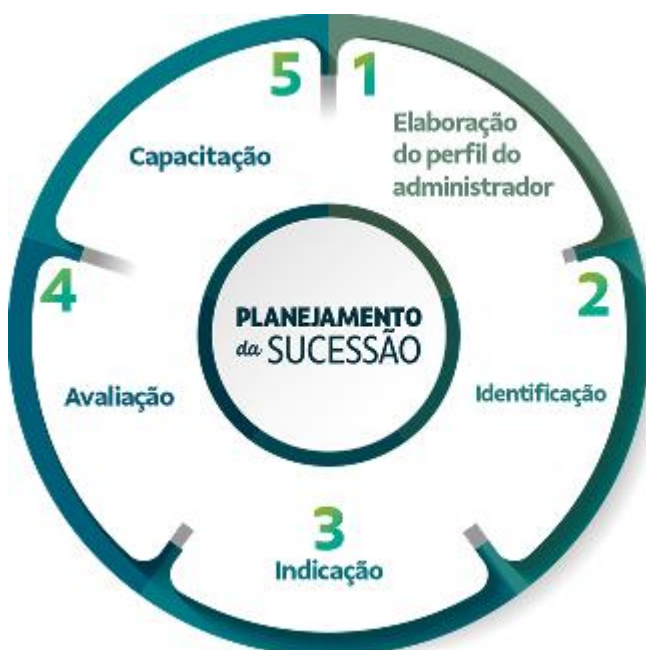 PLANEJAMENTO
da SUCESSÃO
1
Elaboração
do perfil do
administrador
2
Identificação
3
Indicação
4
Avaliação
5
Capacitação